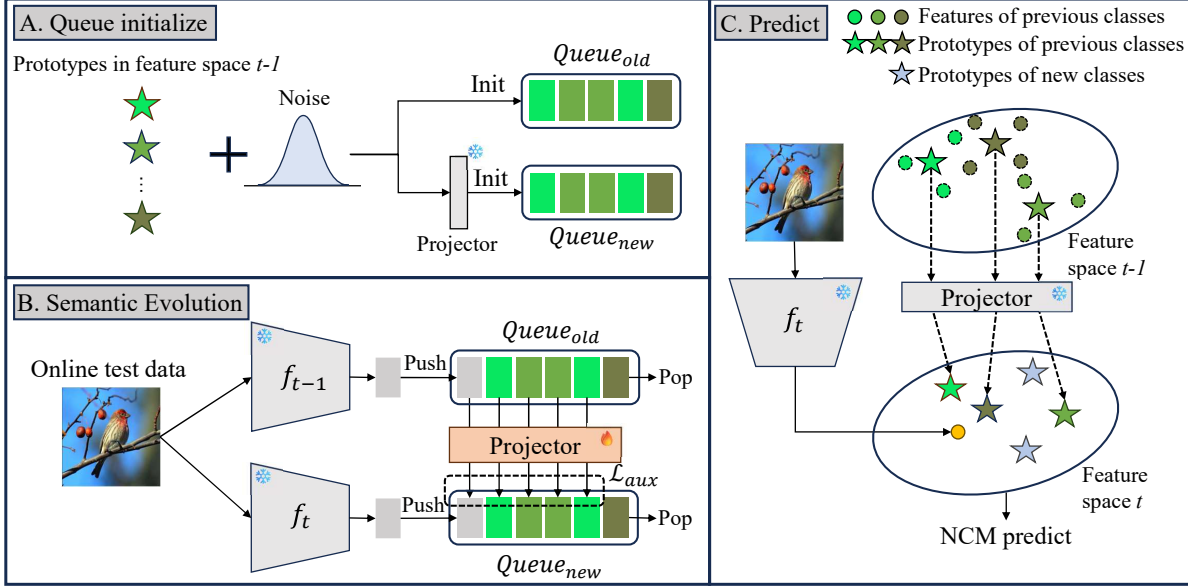 A. Queue initialize
Prototypes in feature space t-1
...
Noise
Init
Queue_old
Init
Projector
Queue_new
B. Semantic Evolution
Online test data
f_{t-1}
Push
Queue_old
Pop
Projector
ℒ_aux
f_t
Push
Pop
Queue_new
C. Predict
Features of previous classes
Prototypes of previous classes
Prototypes of new classes
Feature
space t-1
Projector
f_t
Feature
space t
NCM predict